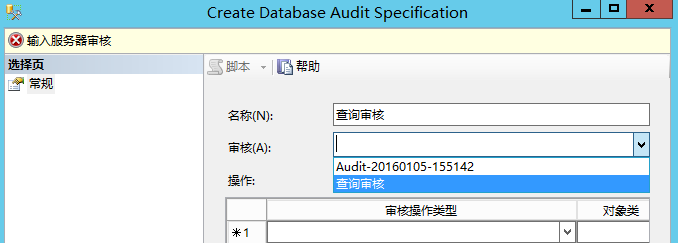 Create Database Audit Specification
输入服务器审核
选择页
常规
脚本 帮助
名称(N): 查询审核
审核(A):
Audit-20160105-155142
操作: 查询审核
审核操作类型 对象类
*1